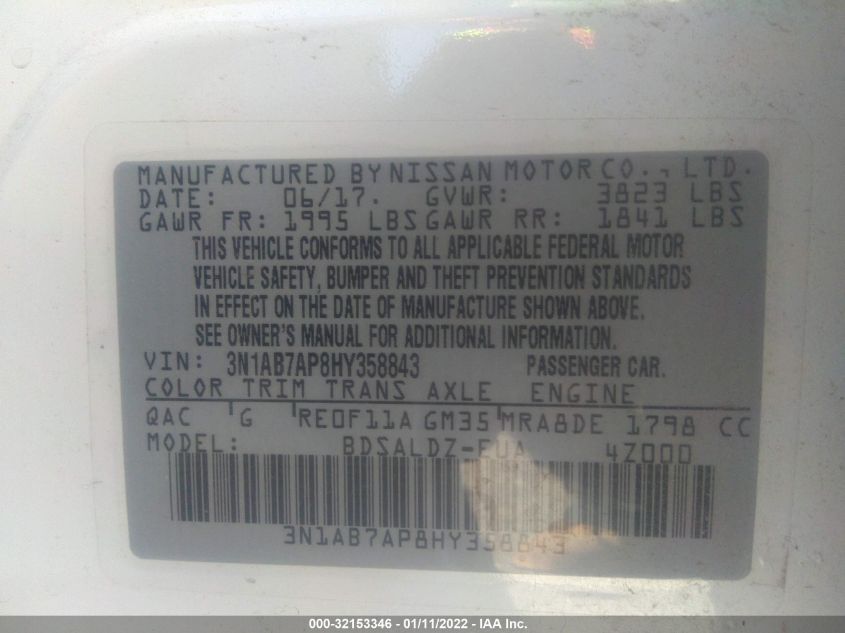 MANUFACTURED BY NISSAN MOTOR CO., LTD.
DATE: 06/17. GVWR: 3823 LBS
GAWR FR: 1995 LBS GAWR RR: 1841 LBS
THIS VEHICLE CONFORMS TO ALL APPLICABLE FEDERAL MOTOR
VEHICLE SAFETY, BUMPER AND THEFT PREVENTION STANDARDS
IN EFFECT ON THE DATE OF MANUFACTURE SHOWN ABOVE.
SEE OWNER'S MANUAL FOR ADDITIONAL INFORMATION.
VIN: 3N1AB7AP8HY358843 PASSENGER CAR.
COLOR TRIM TRANS AXLE ENGINE
QAC G RE0F11A GM35 MRA8DE 1798 CC
MODEL: BDSALDZ-EUA 4Z000
3N1AB7AP8HY358843
000-32153346 - 01/11/2022 - IAA Inc.